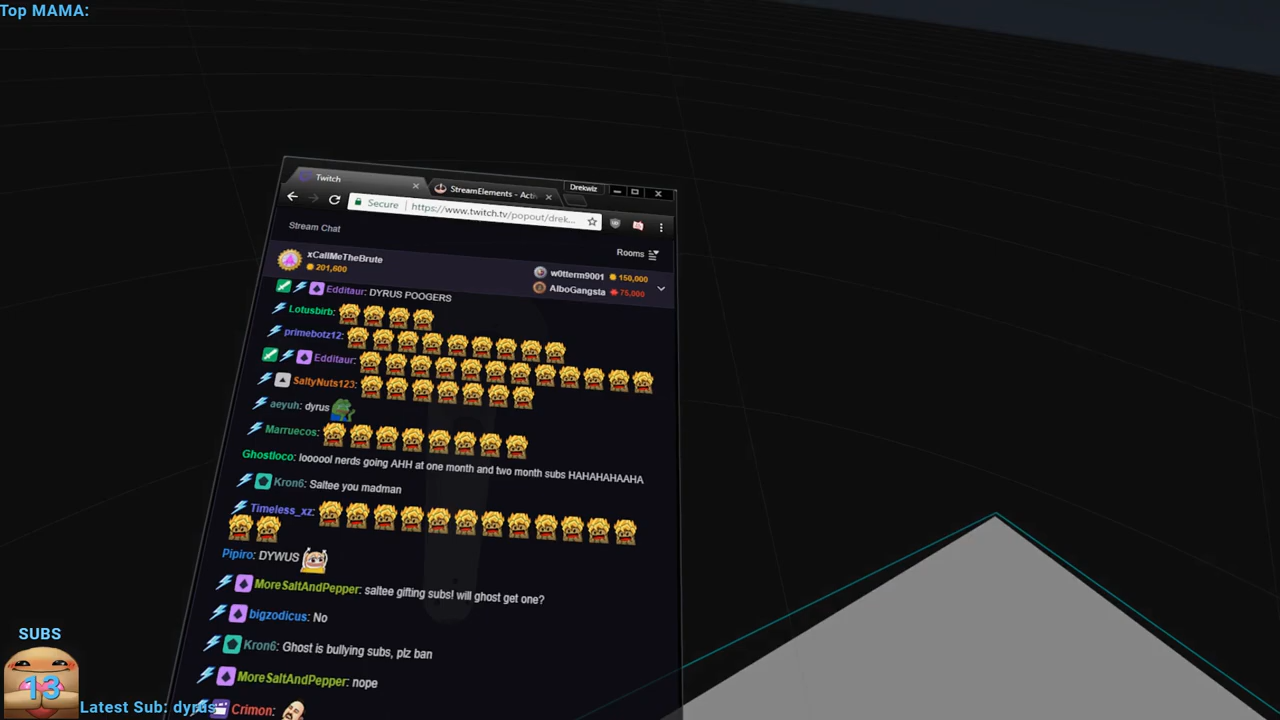 Top MAMA:
Twitch
StreamElements - Acti
Drekwiz
Secure https://www.twitch.tv/popout/drek...
Stream Chat
Rooms
xCallMeTheBrute
201,600
w0tterm9001 150,000
AlboGangsta 75,000
Edditaur: DYRUS POOGERS
Lotusbirb:
primebotz12:
Edditaur:
SaltyNuts123:
aeyuh: dyrus
Marruecos:
Ghostloco: loooool nerds going AHH at one month and two month subs HAHAHAHAAHA
Kron6: Saltee you madman
Timeless_xz:
Pipiro: DYWUS
MoreSaltAndPepper: saltee gifting subs! will ghost get one?
bigzodicus: No
Kron6: Ghost is bullying subs, plz ban
MoreSaltAndPepper: nope
Crimon:
SUBS
13
Latest Sub: dyrus